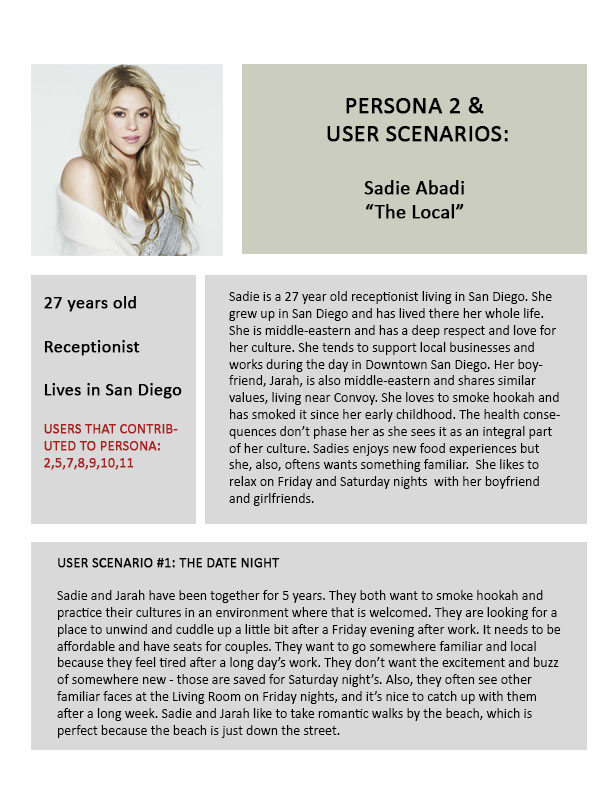 PERSONA 2 &
USER SCENARIOS:
Sadie Abadi
“The Local”
27 years old
Receptionist
Lives in San Diego
USERS THAT CONTRIB-
UTED TO PERSONA:
2,5,7,8,9,10,11
Sadie is a 27 year old receptionist living in San Diego. She
grew up in San Diego and has lived there her whole life.
She is middle-eastern and has a deep respect and love for
her culture. She tends to support local businesses and
works during the day in Downtown San Diego. Her boy-
friend, Jarah, is also middle-eastern and shares similar
values, living near Convoy. She loves to smoke hookah and
has smoked it since her early childhood. The health conse-
quences don’t phase her as she sees it as an integral part
of her culture. Sadies enjoys new food experiences but
she, also, oftens wants something familiar.  She likes to
relax on Friday and Saturday nights  with her boyfriend
and girlfriends.
USER SCENARIO #1: THE DATE NIGHT
Sadie and Jarah have been together for 5 years. They both want to smoke hookah and
practice their cultures in an environment where that is welcomed. They are looking for a
place to unwind and cuddle up a little bit after a Friday evening after work. It needs to be
affordable and have seats for couples. They want to go somewhere familiar and local
because they feel tired after a long day’s work. They don’t want the excitement and buzz
of somewhere new - those are saved for Saturday night’s. Also, they often see other
familiar faces at the Living Room on Friday nights, and it’s nice to catch up with them
after a long week. Sadie and Jarah like to take romantic walks by the beach, which is
perfect because the beach is just down the street.